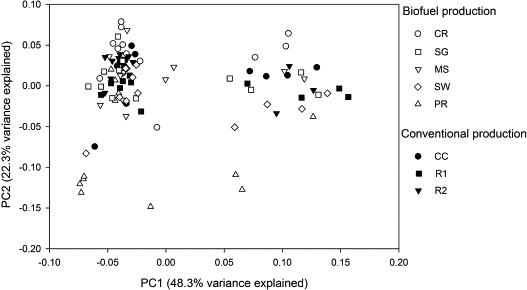 Biofuel production
CR
SG
MS
SW
PR
Conventional production
CC
R1
R2
PC2 (22.3% variance explained)
0.10
0.05
0.00
-0.05
-0.10
-0.15
-0.20
-0.10
-0.05
0.00
0.05
0.10
0.15
0.20
PC1 (48.3% variance explained)